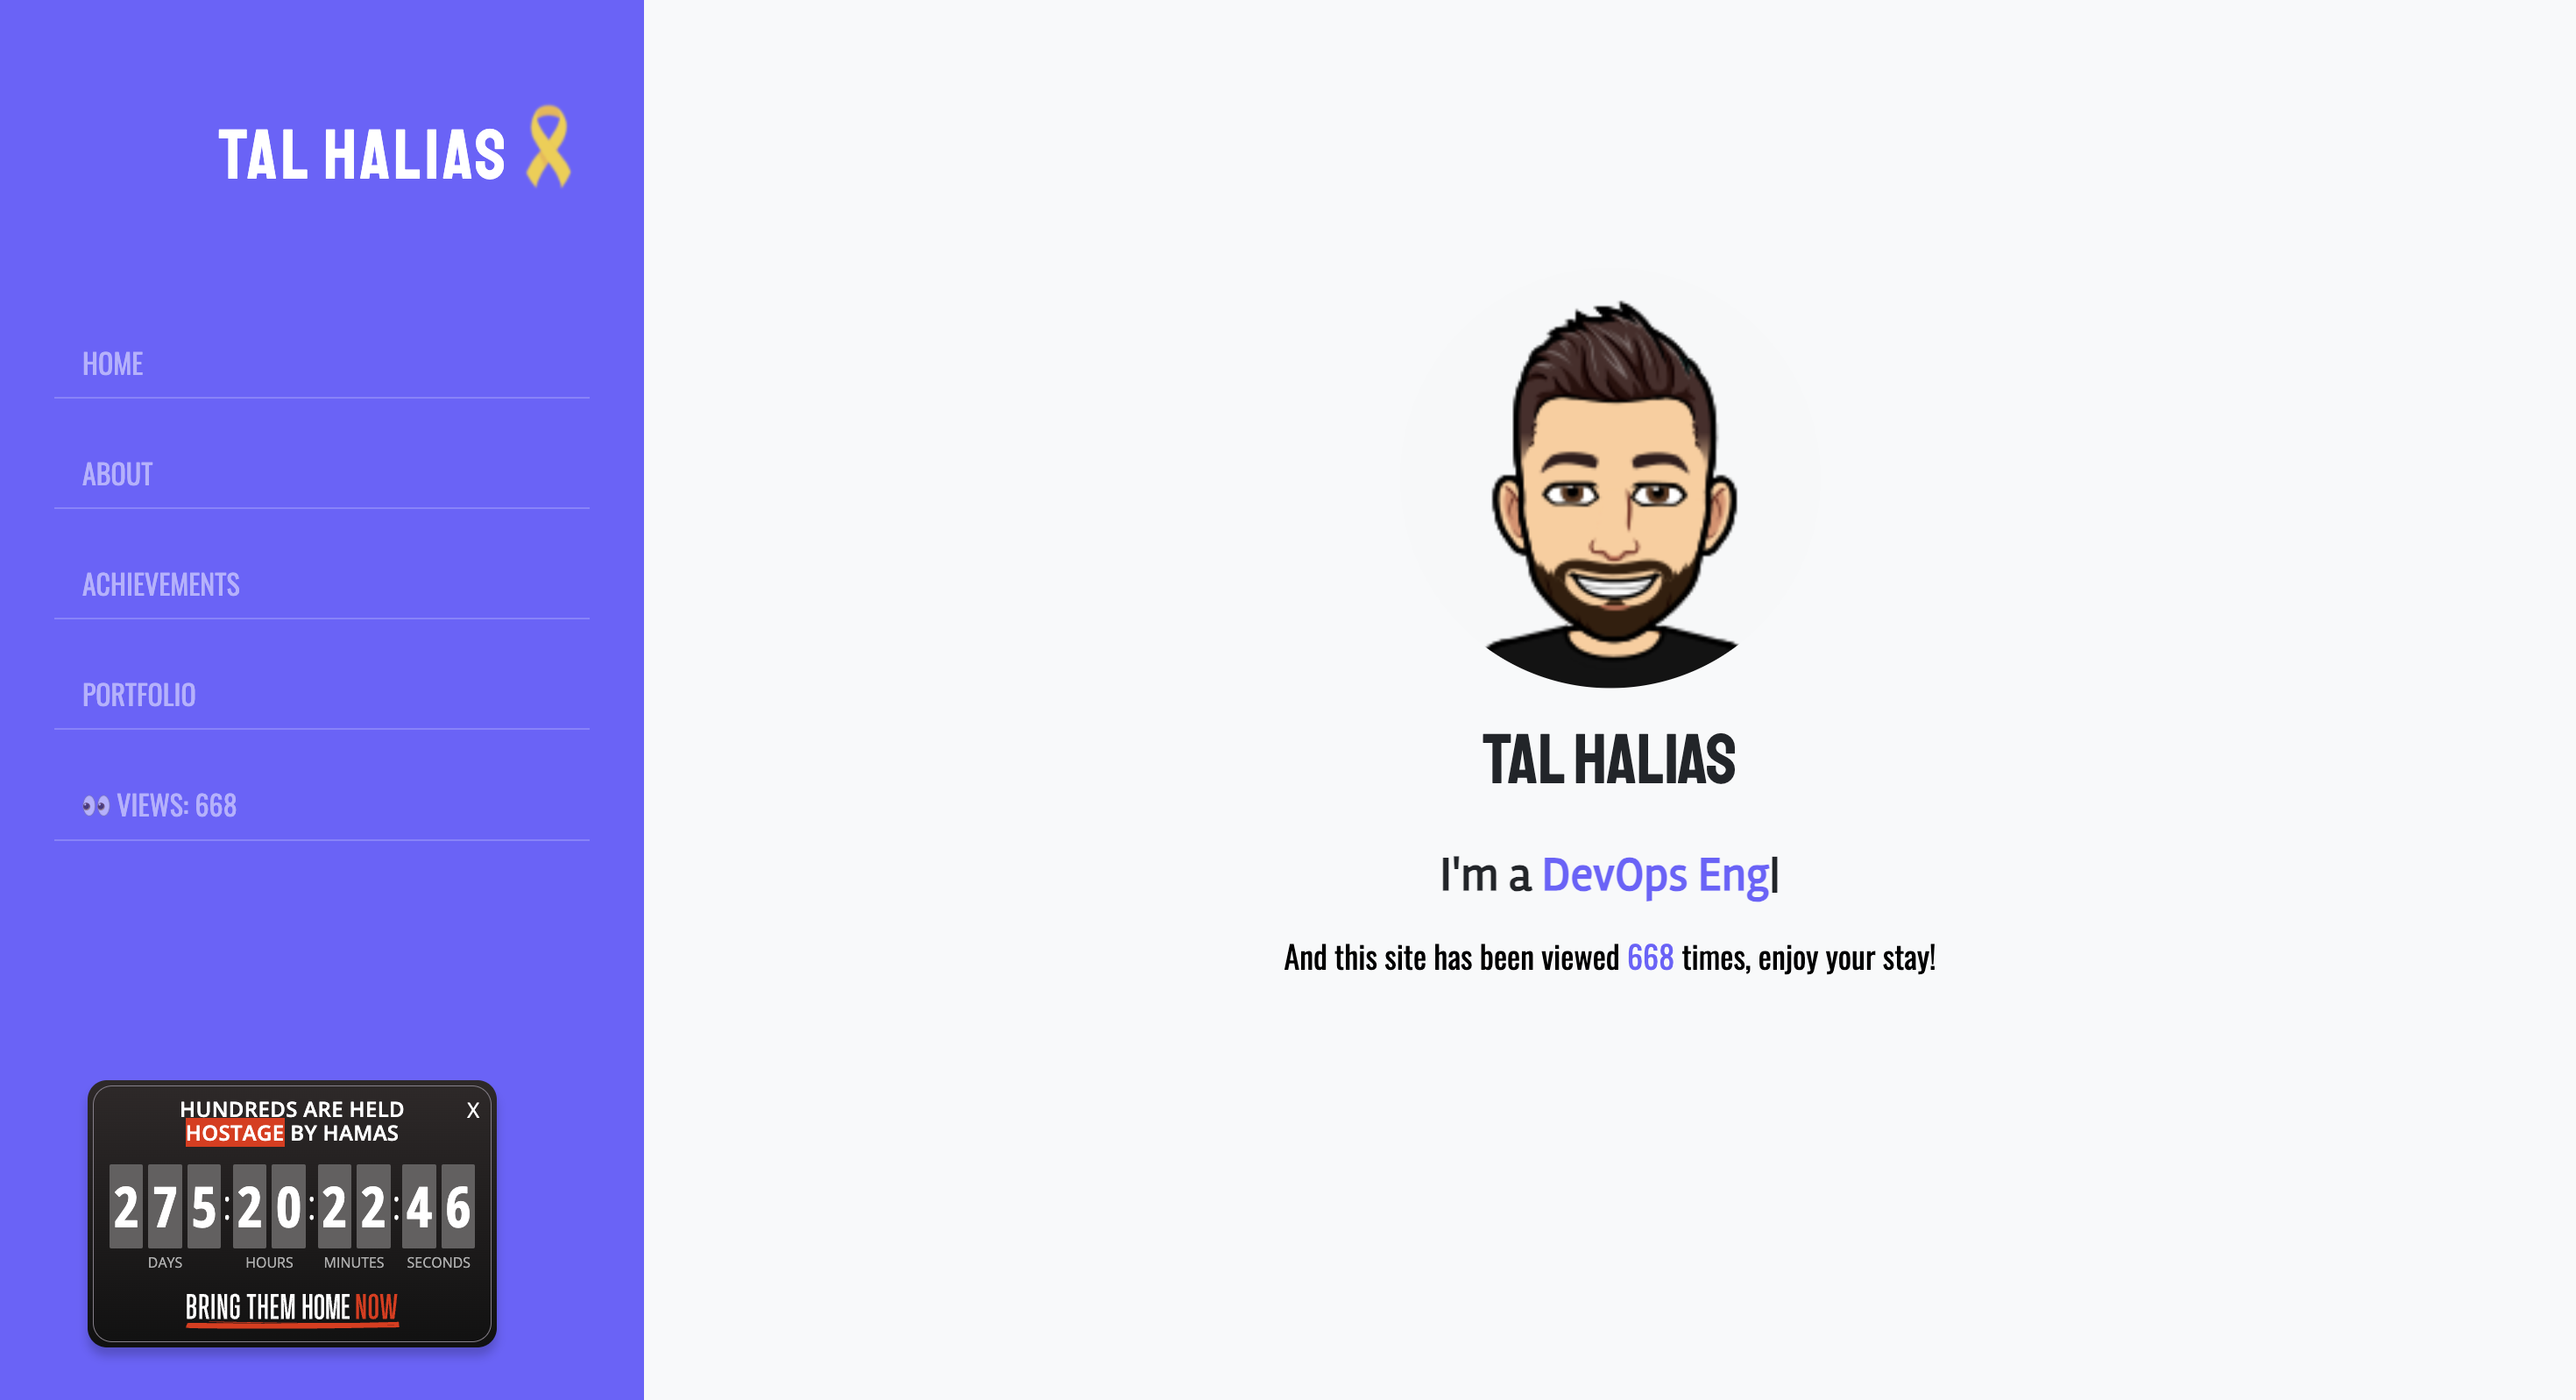 TAL HALIAS
HOME
ABOUT
ACHIEVEMENTS
PORTFOLIO
👀 VIEWS: 668
HUNDREDS ARE HELD
HOSTAGE BY HAMAS
X
275:20:22:46
DAYS HOURS MINUTES SECONDS
BRING THEM HOME NOW
TAL HALIAS
I'm a DevOps Eng|
And this site has been viewed 668 times, enjoy your stay!